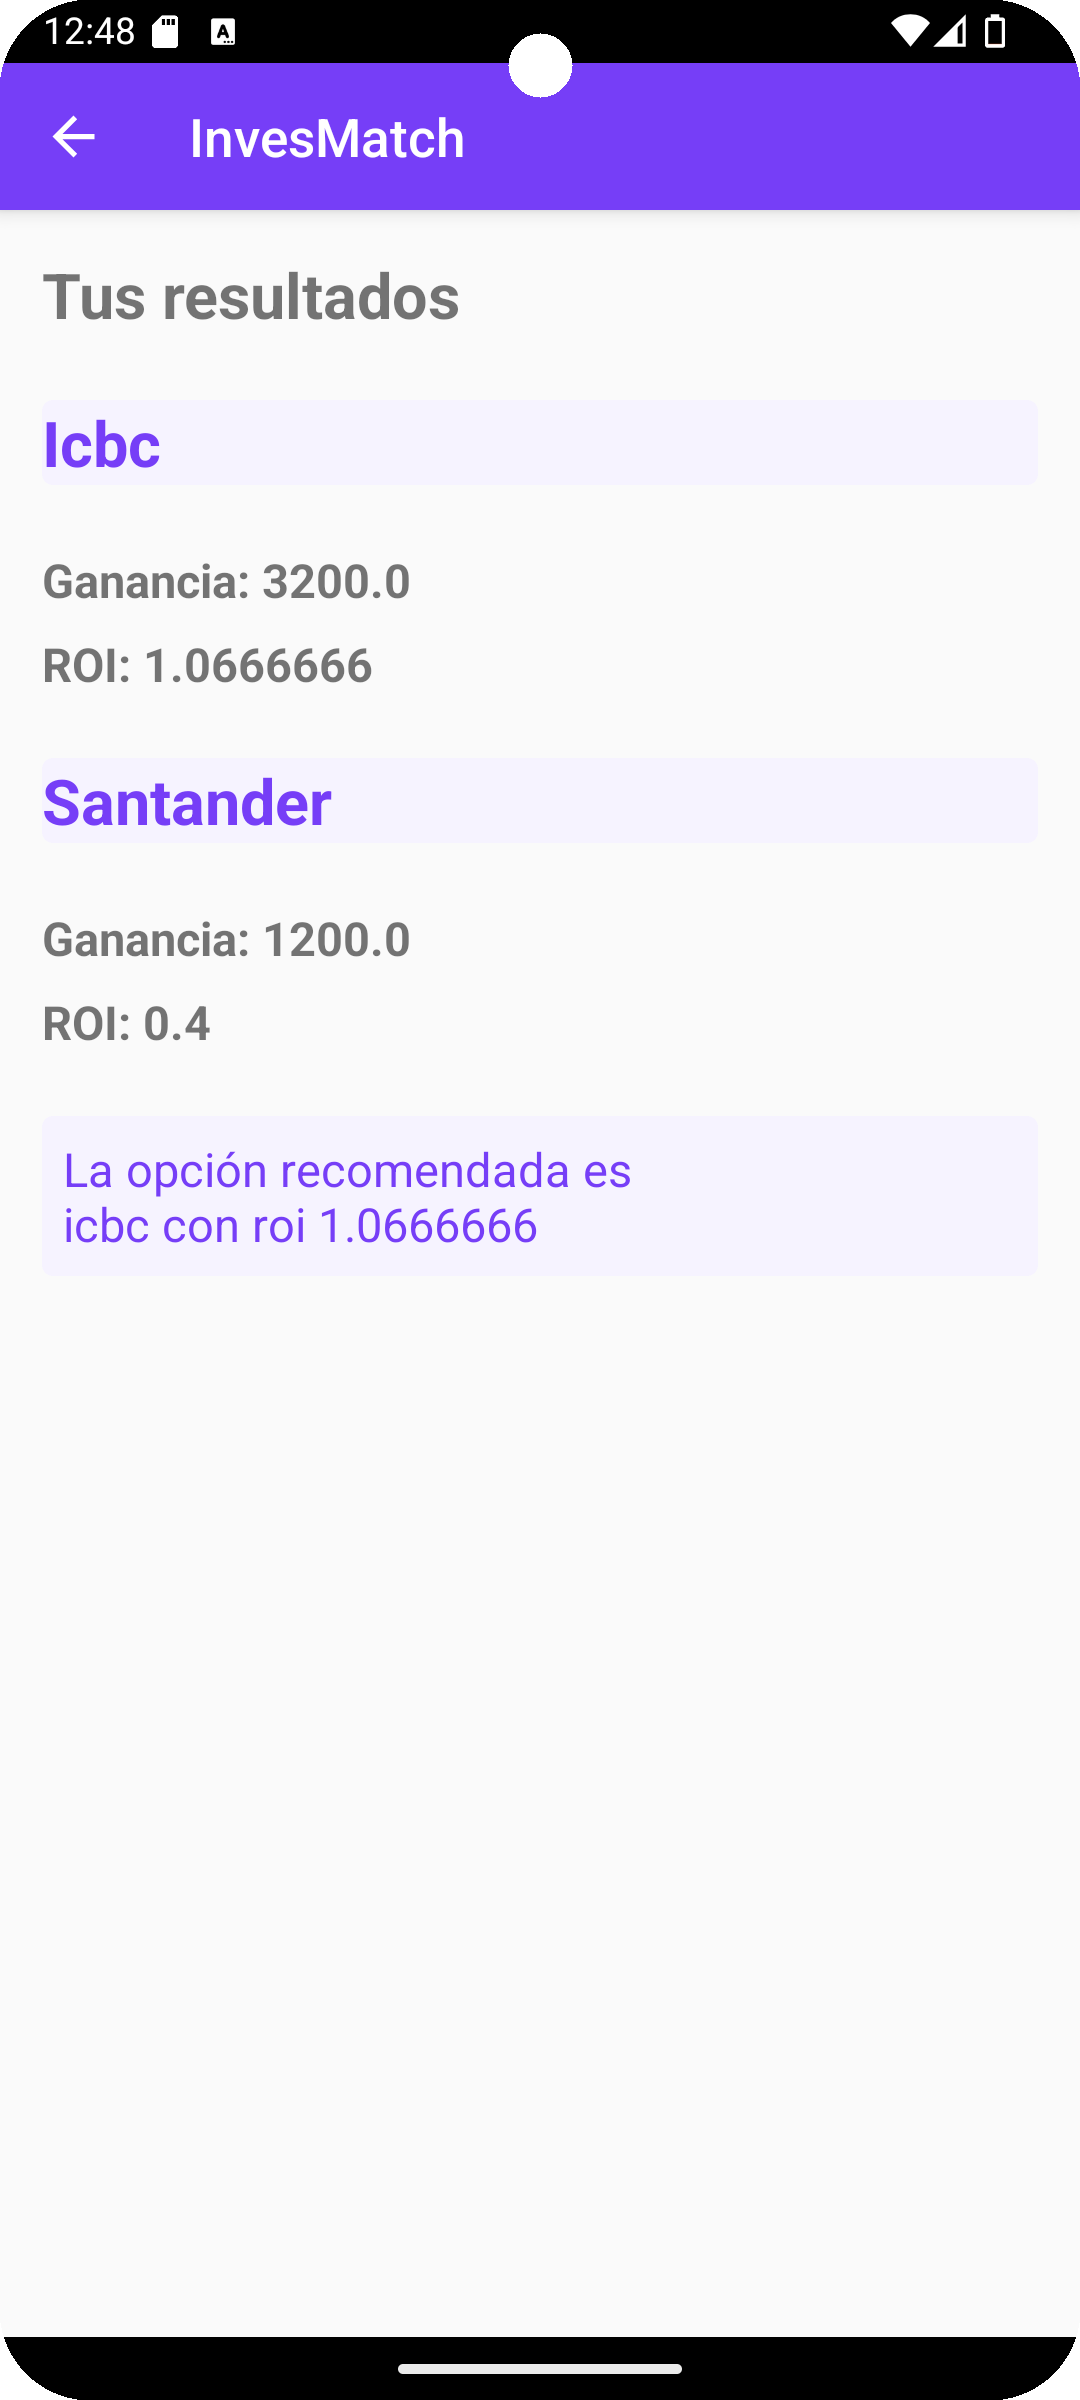 12:48
InvesMatch
Tus resultados
Icbc
Ganancia: 3200.0
ROI: 1.0666666
Santander
Ganancia: 1200.0
ROI: 0.4
La opción recomendada es
icbc con roi 1.0666666